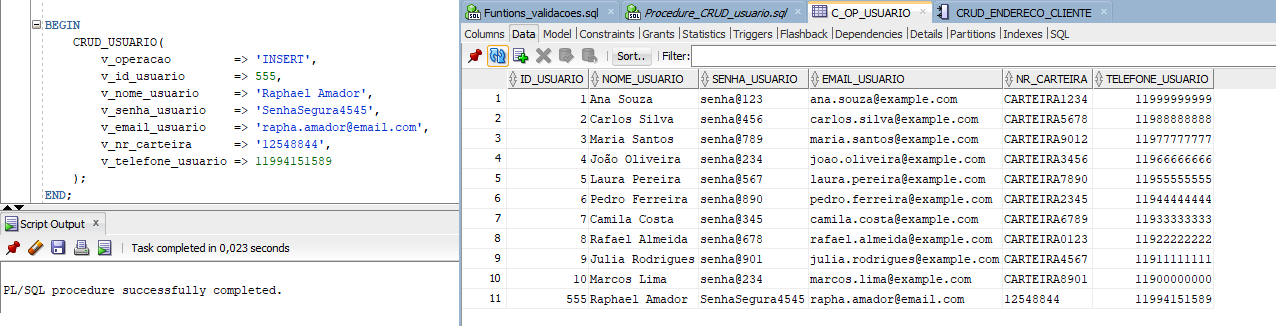 BEGIN
CRUD_USUARIO(
v_operacao => 'INSERT',
v_id_usuario => 555,
v_nome_usuario => 'Raphael Amador',
v_senha_usuario => 'SenhaSegura4545',
v_email_usuario => 'rapha.amador@email.com',
v_nr_carteira => '12548844',
v_telefone_usuario => 11994151589
);
END;
Script Output x
Task completed in 0,023 seconds
PL/SQL procedure successfully completed.
Funtions_validacoes.sql x Procedure_CRUD_usuario.sql x C_OP_USUARIO x CRUD_ENDERECO_CLIENTE x
Columns Data Model Constraints Grants Statistics Triggers Flashback Dependencies Details Partitions Indexes SQL
Sort.. Filter:
ID_USUARIO NOME_USUARIO SENHA_USUARIO EMAIL_USUARIO NR_CARTEIRA TELEFONE_USUARIO
1 1 Ana Souza senha@123 ana.souza@example.com CARTEIRA1234 11999999999
2 2 Carlos Silva senha@456 carlos.silva@example.com CARTEIRA5678 11988888888
3 3 Maria Santos senha@789 maria.santos@example.com CARTEIRA9012 11977777777
4 4 João Oliveira senha@234 joao.oliveira@example.com CARTEIRA3456 11966666666
5 5 Laura Pereira senha@567 laura.pereira@example.com CARTEIRA7890 11955555555
6 6 Pedro Ferreira senha@890 pedro.ferreira@example.com CARTEIRA2345 11944444444
7 7 Camila Costa senha@345 camila.costa@example.com CARTEIRA6789 11933333333
8 8 Rafael Almeida senha@678 rafael.almeida@example.com CARTEIRA0123 11922222222
9 9 Julia Rodrigues senha@901 julia.rodrigues@example.com CARTEIRA4567 11911111111
10 10 Marcos Lima senha@234 marcos.lima@example.com CARTEIRA8901 11900000000
11 555 Raphael Amador SenhaSegura4545 rapha.amador@email.com 12548844 11994151589